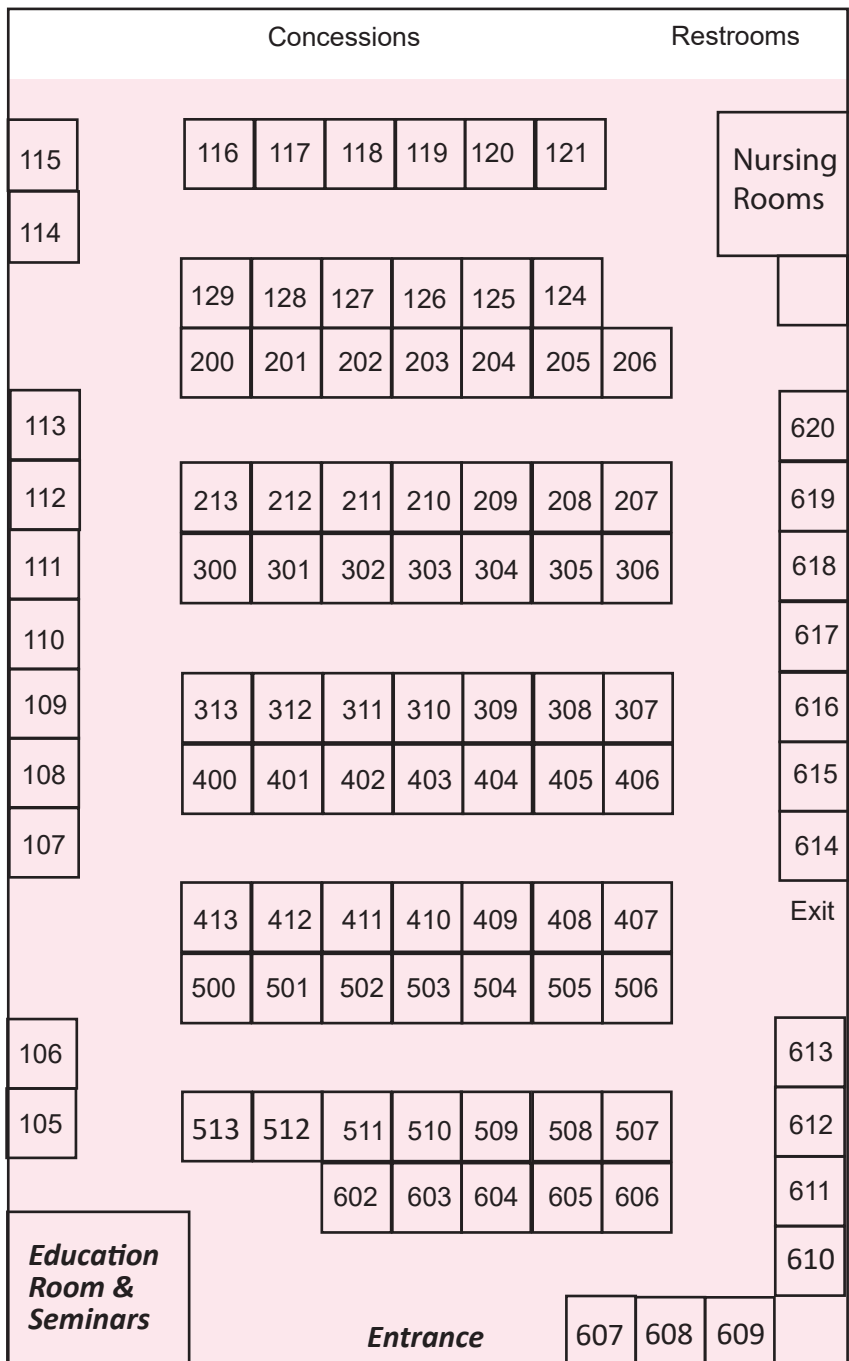 Concessions Restrooms
115 116 117 118 119 120 121 Nursing
Rooms
114
129 128 127 126 125 124
200 201 202 203 204 205 206
113 620
112 213 212 211 210 209 208 207 619
111 300 301 302 303 304 305 306 618
110 617
109 313 312 311 310 309 308 307 616
108 400 401 402 403 404 405 406 615
107 614
413 412 411 410 409 408 407 Exit
500 501 502 503 504 505 506
106 613
105 513 512 511 510 509 508 507 612
602 603 604 605 606 611
Education
Room &
Seminars
610
Entrance 607 608 609